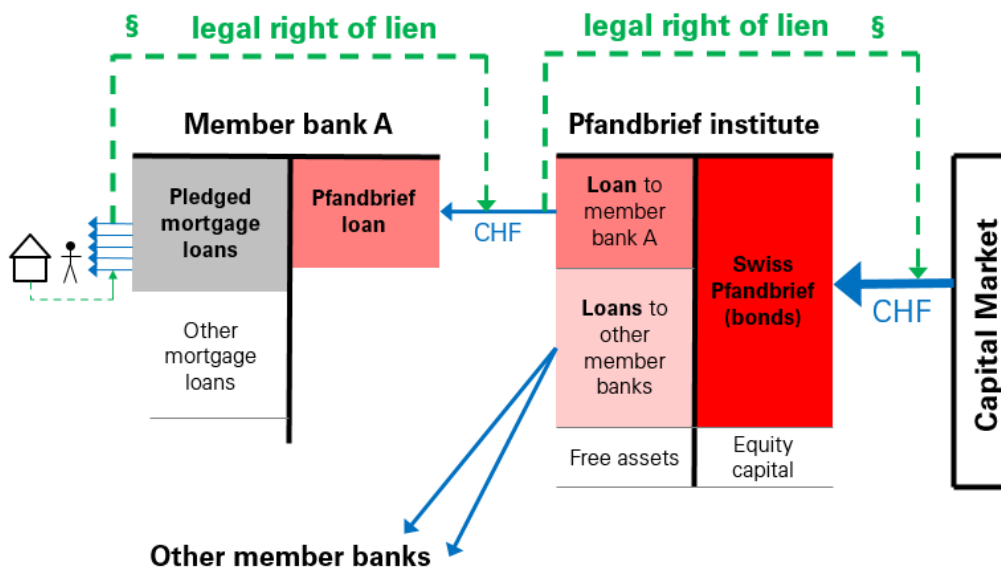 § legal right of lien
legal right of lien §
Member bank A
Pfandbrief institute
Pledged
mortgage
loans
Pfandbrief
loan
CHF
Loan to
member
bank A
Swiss
Pfandbrief
(bonds)
CHF
Capital Market
Other
mortgage
loans
Loans to
other
member
banks
Free assets
Equity
capital
Other member banks